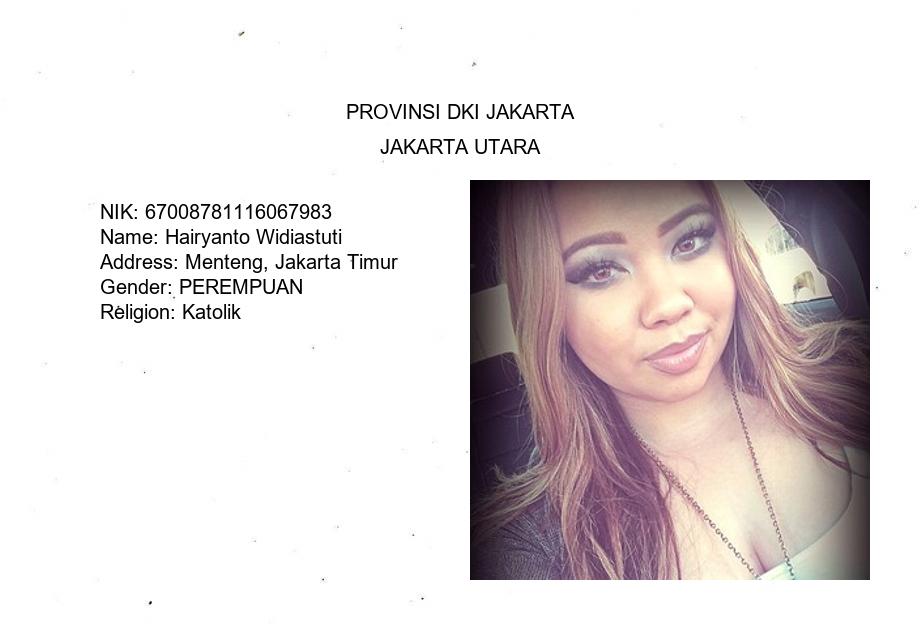 PROVINSI DKI JAKARTA
JAKARTA UTARA
NIK: 67008781116067983
Name: Hairyanto Widiastuti
Address: Menteng, Jakarta Timur
Gender: PEREMPUAN
Religion: Katolik